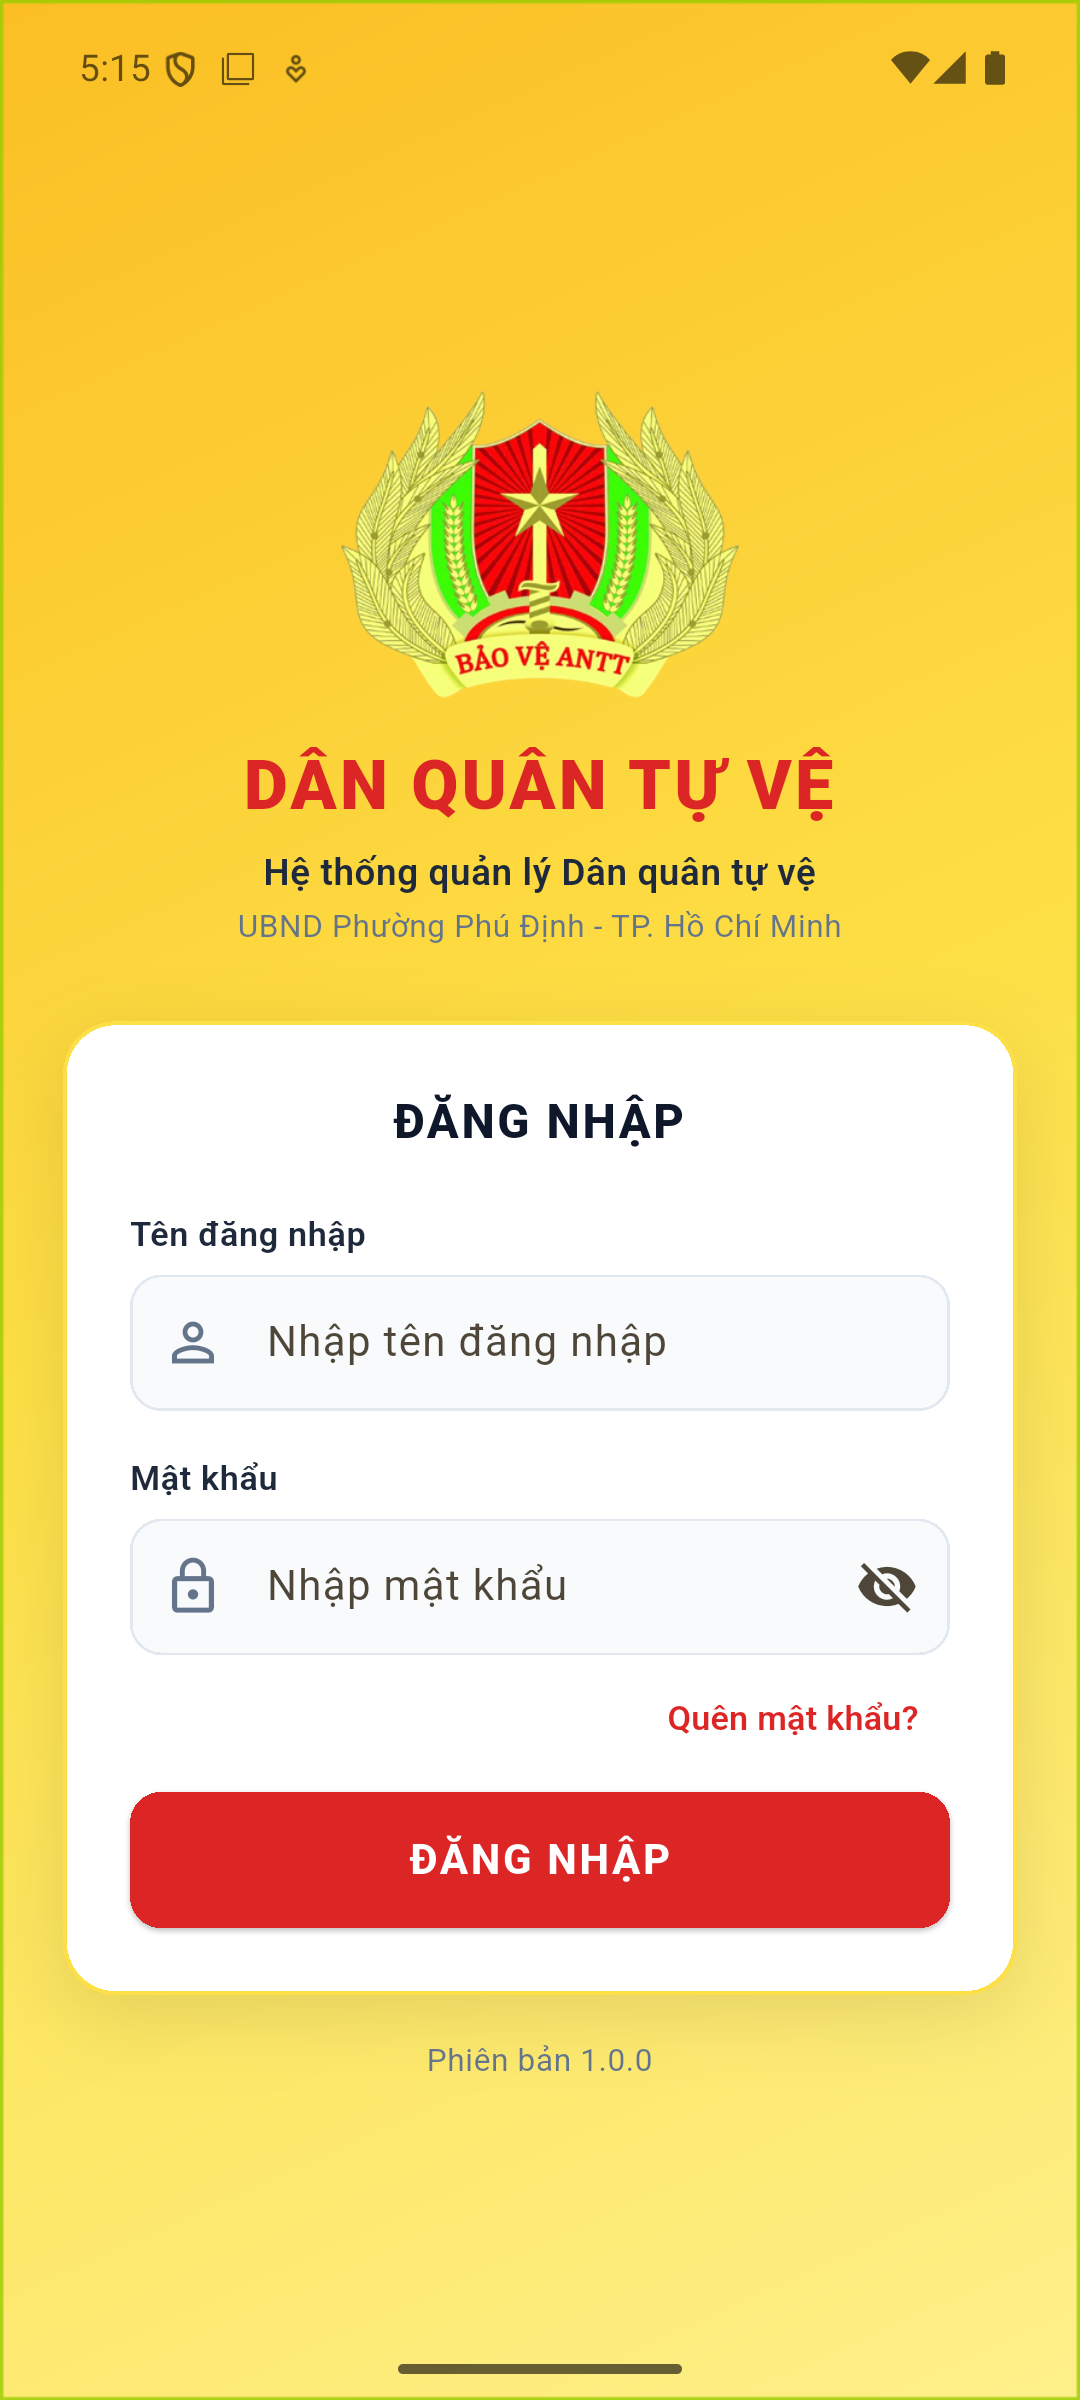 5:15
BẢO VỆ ANTT
DÂN QUÂN TỰ VỆ
Hệ thống quản lý Dân quân tự vệ
UBND Phường Phú Định - TP. Hồ Chí Minh
ĐĂNG NHẬP
Tên đăng nhập
Nhập tên đăng nhập
Mật khẩu
Nhập mật khẩu
Quên mật khẩu?
ĐĂNG NHẬP
Phiên bản 1.0.0